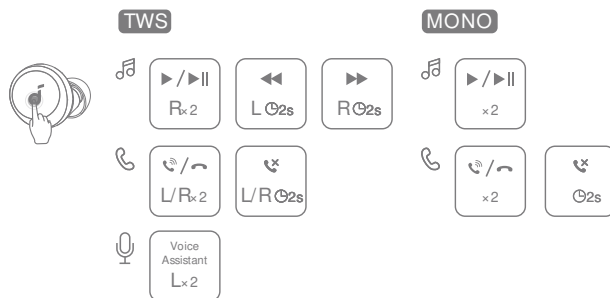 TWS
MONO
R×2
L 2s
R 2s
×2
L/R×2
L/R 2s
×2
2s
Voice
Assistant
L×2